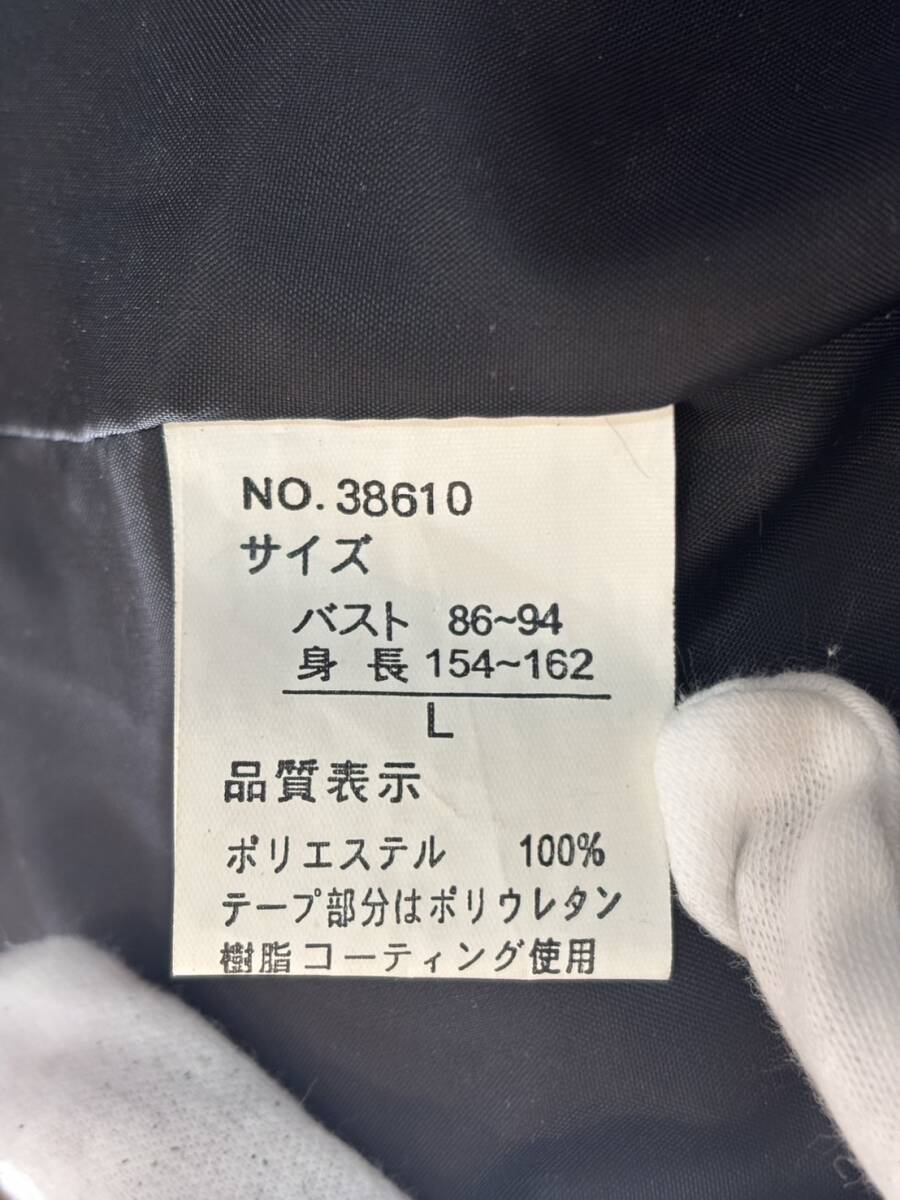 NO. 38610
サイズ
バスト 86~94
身長 154~162
L
品質表示
ポリエステル 100%
テープ部分はポリウレタン
樹脂コーティング使用